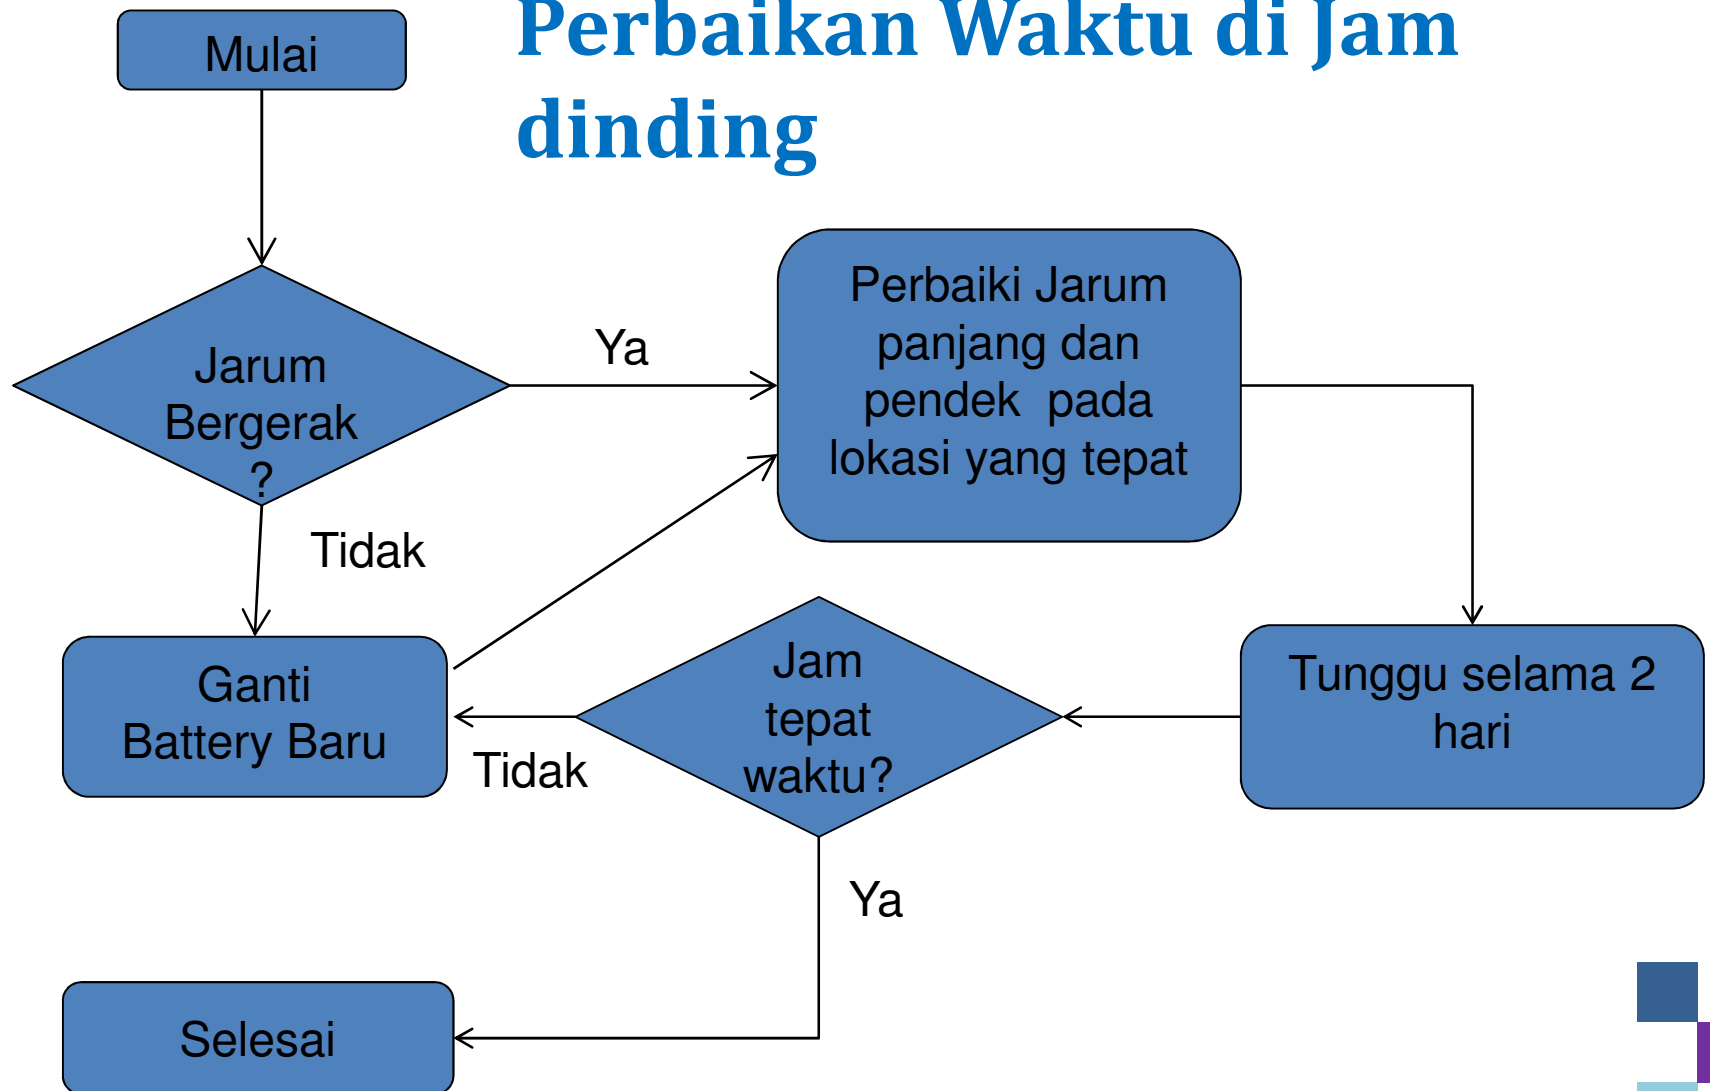 Perbaikan Waktu di Jam
dinding
Mulai
Jarum
Bergerak
?
Ya
Perbaiki Jarum
panjang dan
pendek pada
lokasi yang tepat
Tidak
Ganti
Battery Baru
Jam
tepat
waktu?
Tidak
Tunggu selama 2
hari
Ya
Selesai